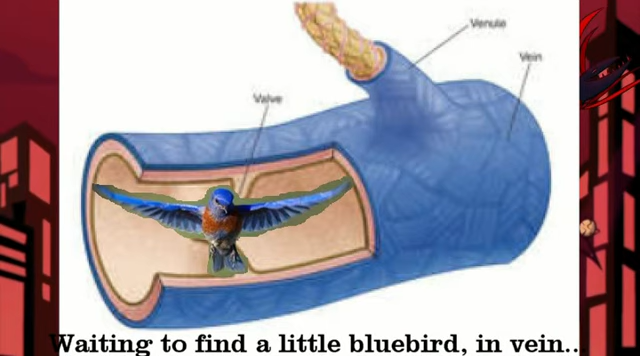 Venule
Vein
Valve
Waiting to find a little bluebird, in vein..